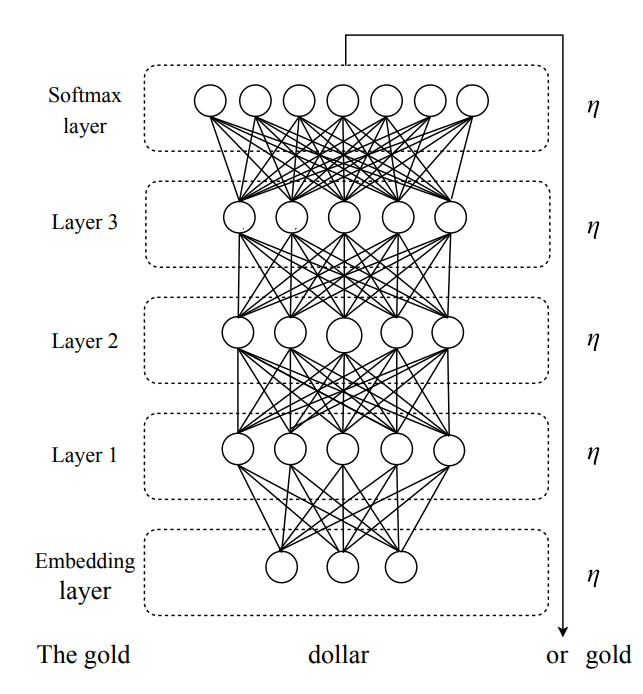 Softmax
layer
η
Layer 3
η
Layer 2
η
Layer 1
η
Embedding
layer
η
The gold dollar or gold